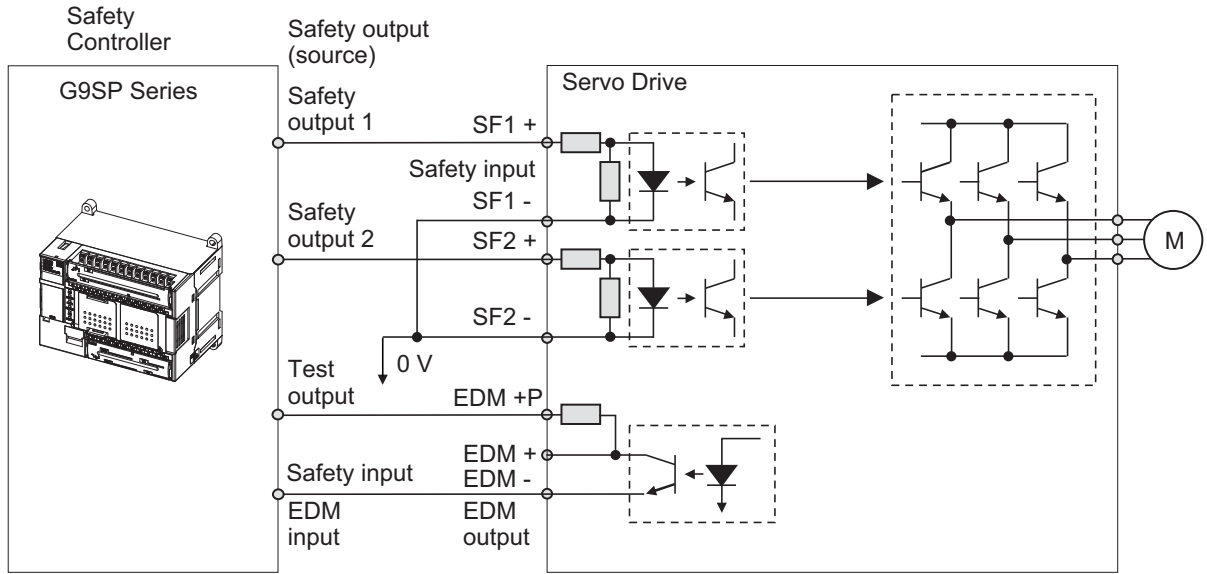 Safety
Controller
G9SP Series
Safety output
(source)
Safety
output 1
SF1 +
Safety input
SF1 -
Safety
output 2
SF2 +
SF2 -
0 V
Test
output
EDM +P
EDM +
Safety input
EDM -
EDM
input
EDM
output
Servo Drive
M